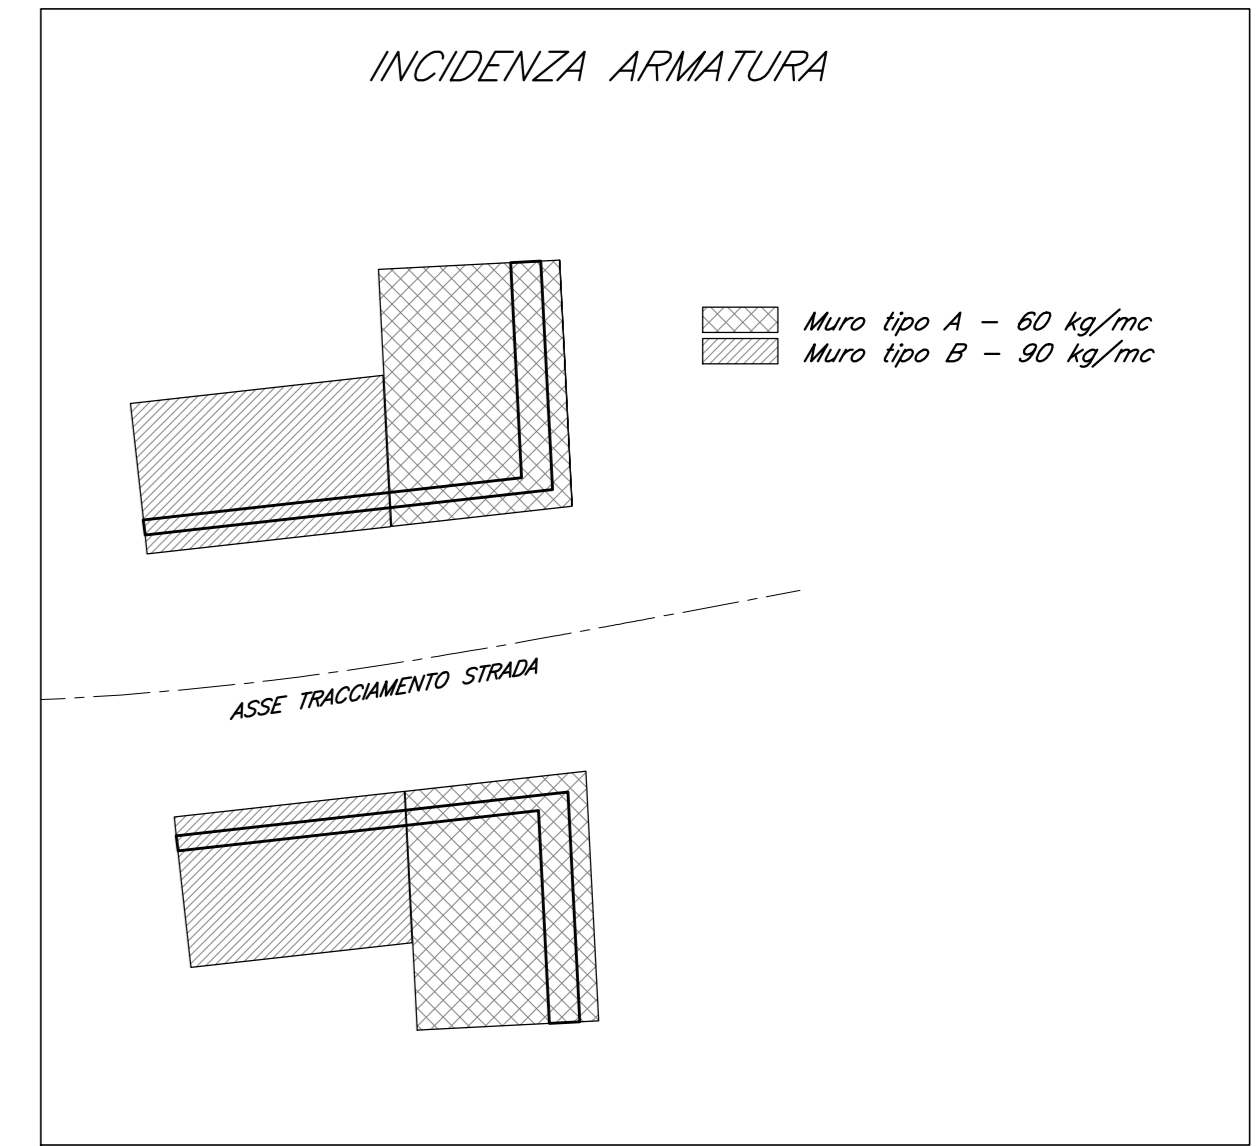 INCIDENZA ARMATURA
Muro tipo A - 60 kg/mc
Muro tipo B - 90 kg/mc
ASSE TRACCIAMENTO STRADA